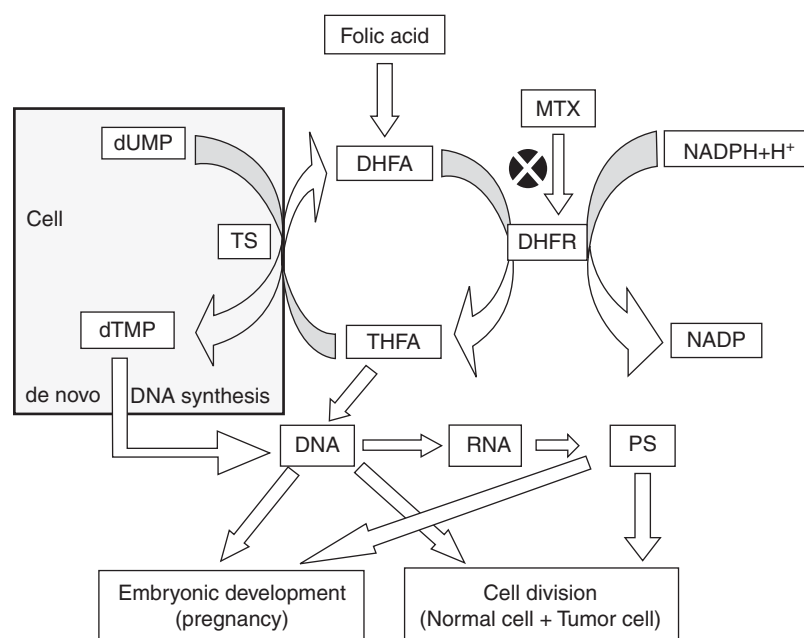 Folic acid
MTX
dUMP
DHFA
NADPH+H⁺
Cell
TS
DHFR
dTMP
THFA
NADP
de novo DNA synthesis
DNA
RNA
PS
Embryonic development
(pregnancy)
Cell division
(Normal cell + Tumor cell)